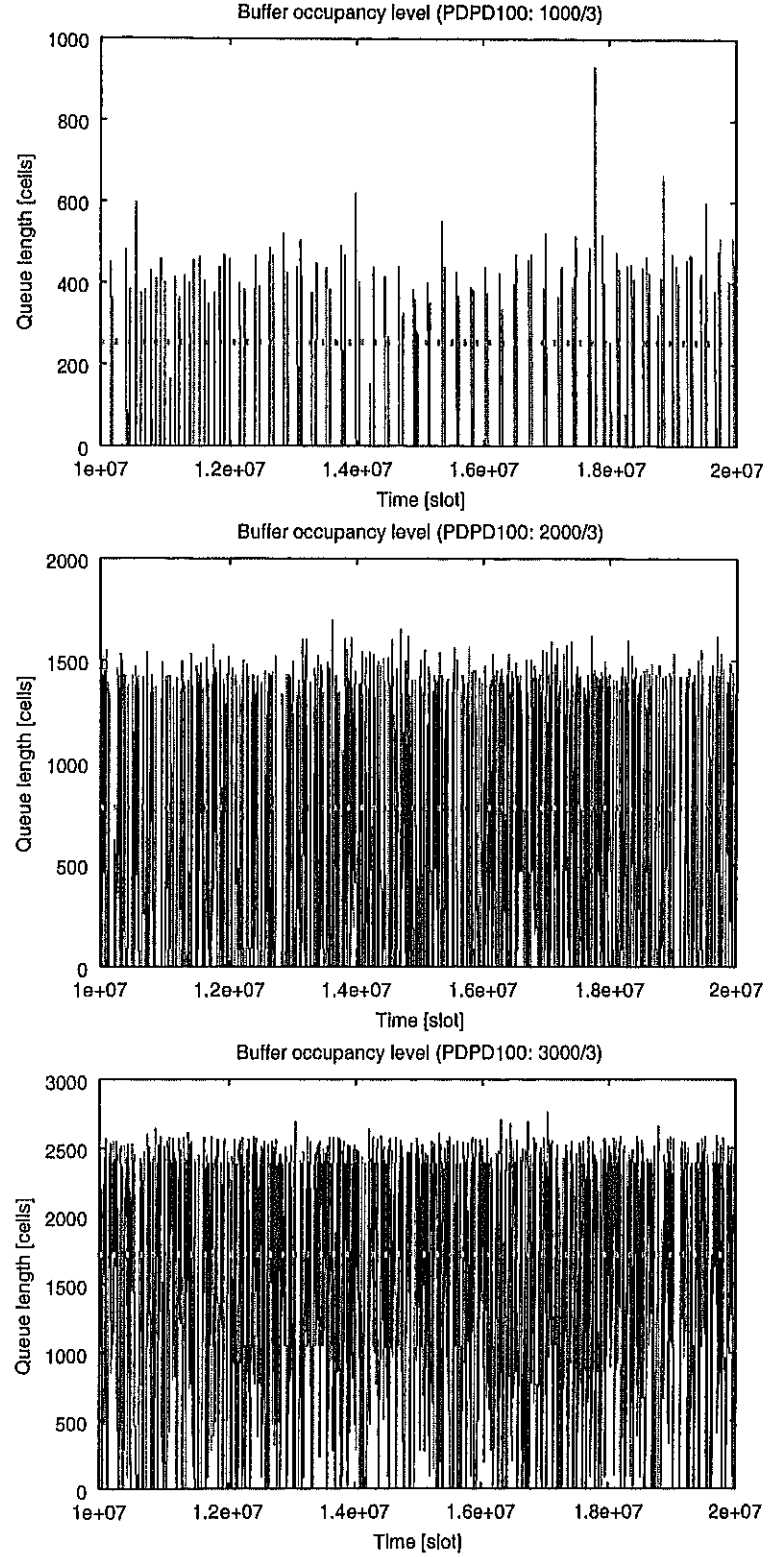 Buffer occupancy level (PDPD100: 1000/3)
1000
800
600
400
200
0
Queue length [cells]
1e+07 1.2e+07 1.4e+07 1.6e+07 1.8e+07 2e+07
Time [slot]
Buffer occupancy level (PDPD100: 2000/3)
2000
1500
1000
500
0
Queue length [cells]
1e+07 1.2e+07 1.4e+07 1.6e+07 1.8e+07 2e+07
Time [slot]
Buffer occupancy level (PDPD100: 3000/3)
3000
2500
2000
1500
1000
500
0
Queue length [cells]
1e+07 1.2e+07 1.4e+07 1.6e+07 1.8e+07 2e+07
Time [slot]